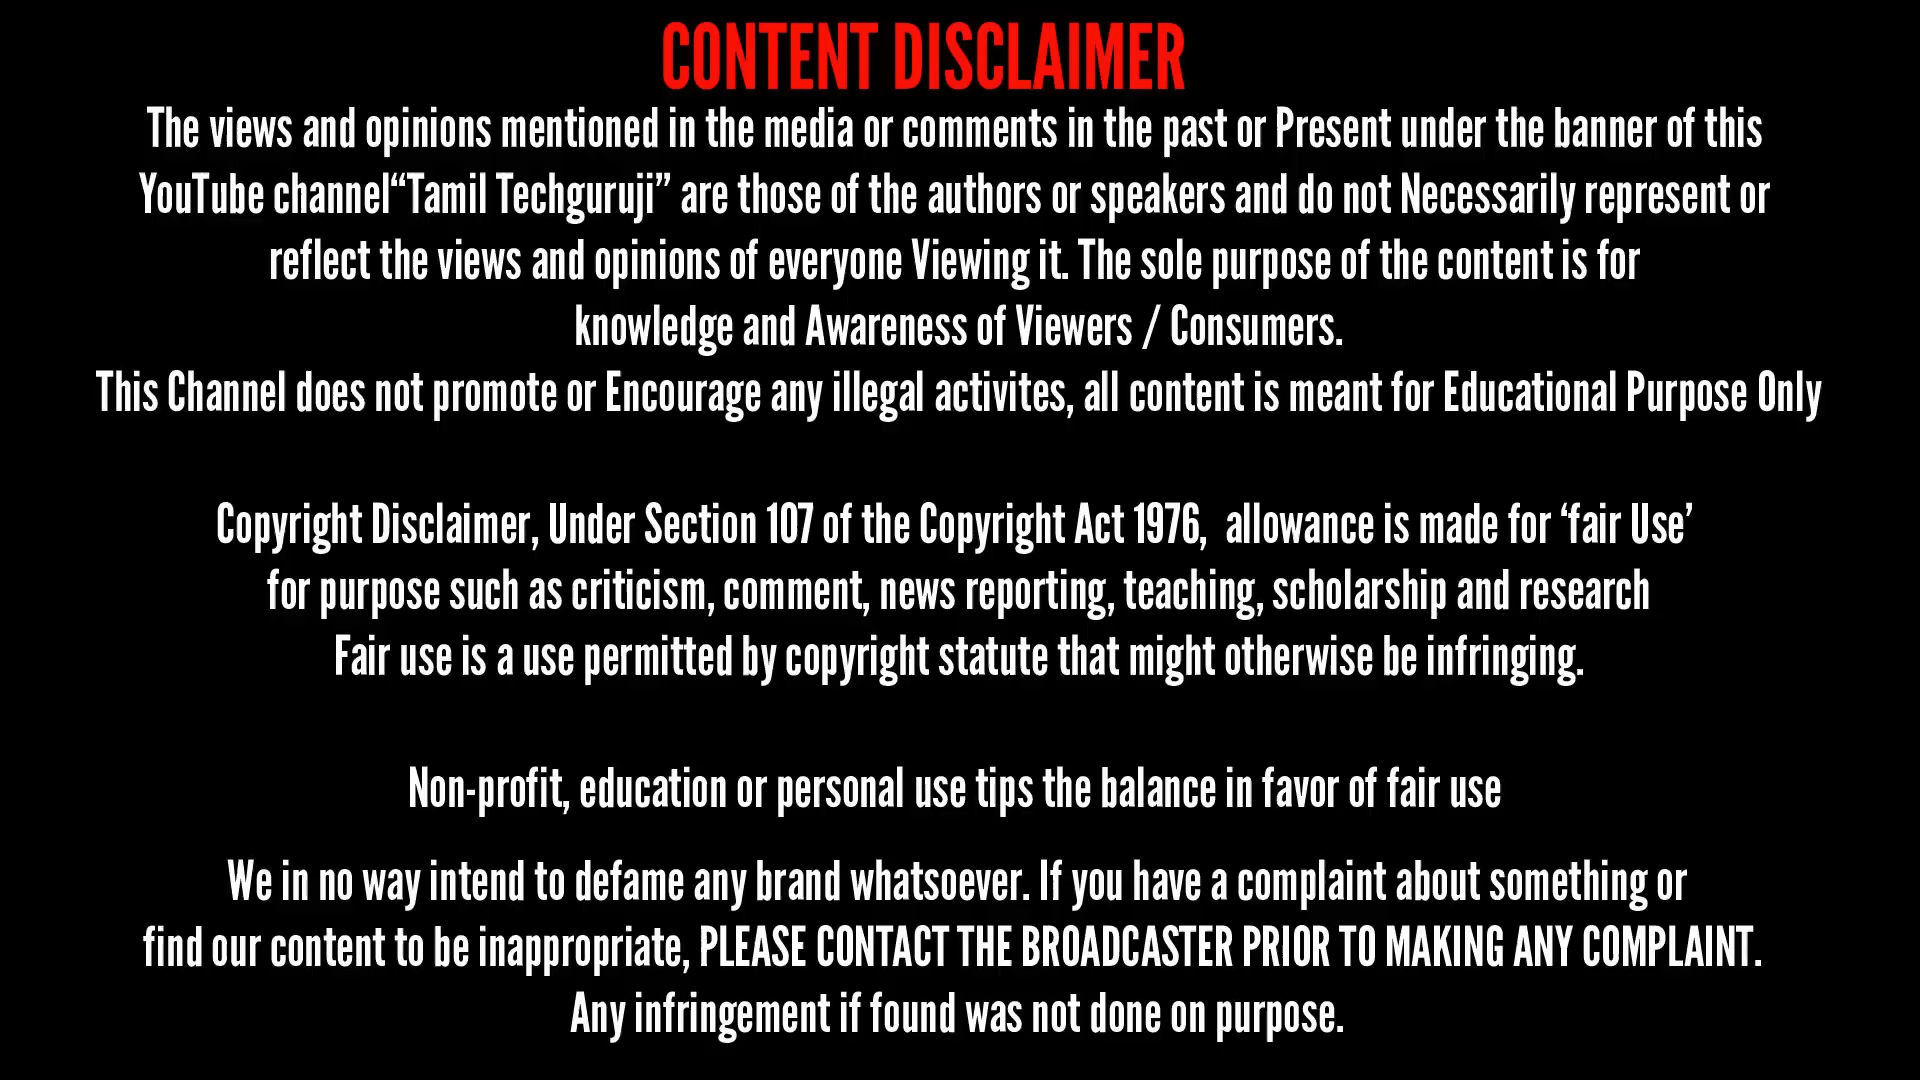 CONTENT DISCLAIMER
The views and opinions mentioned in the media or comments in the past or Present under the banner of this
YouTube channel“Tamil Techguruji” are those of the authors or speakers and do not Necessarily represent or
reflect the views and opinions of everyone Viewing it. The sole purpose of the content is for
knowledge and Awareness of Viewers / Consumers.
This Channel does not promote or Encourage any illegal activites, all content is meant for Educational Purpose Only
Copyright Disclaimer, Under Section 107 of the Copyright Act 1976, allowance is made for ‘fair Use’
for purpose such as criticism, comment, news reporting, teaching, scholarship and research
Fair use is a use permitted by copyright statute that might otherwise be infringing.
Non-profit, education or personal use tips the balance in favor of fair use
We in no way intend to defame any brand whatsoever. If you have a complaint about something or
find our content to be inappropriate, PLEASE CONTACT THE BROADCASTER PRIOR TO MAKING ANY COMPLAINT.
Any infringement if found was not done on purpose.